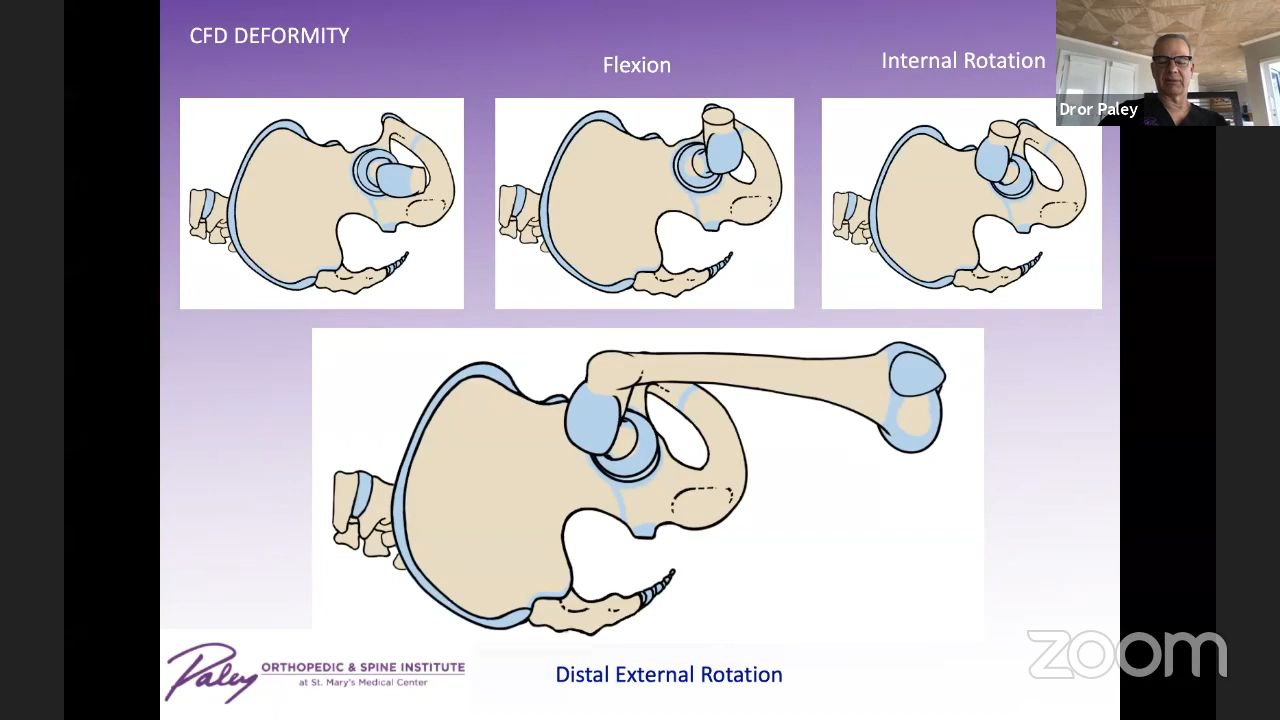 CFD DEFORMITY
Flexion
Internal Rotation
Dror Paley
Paley
ORTHOPEDIC & SPINE INSTITUTE
at St. Mary's Medical Center
Distal External Rotation
zoom